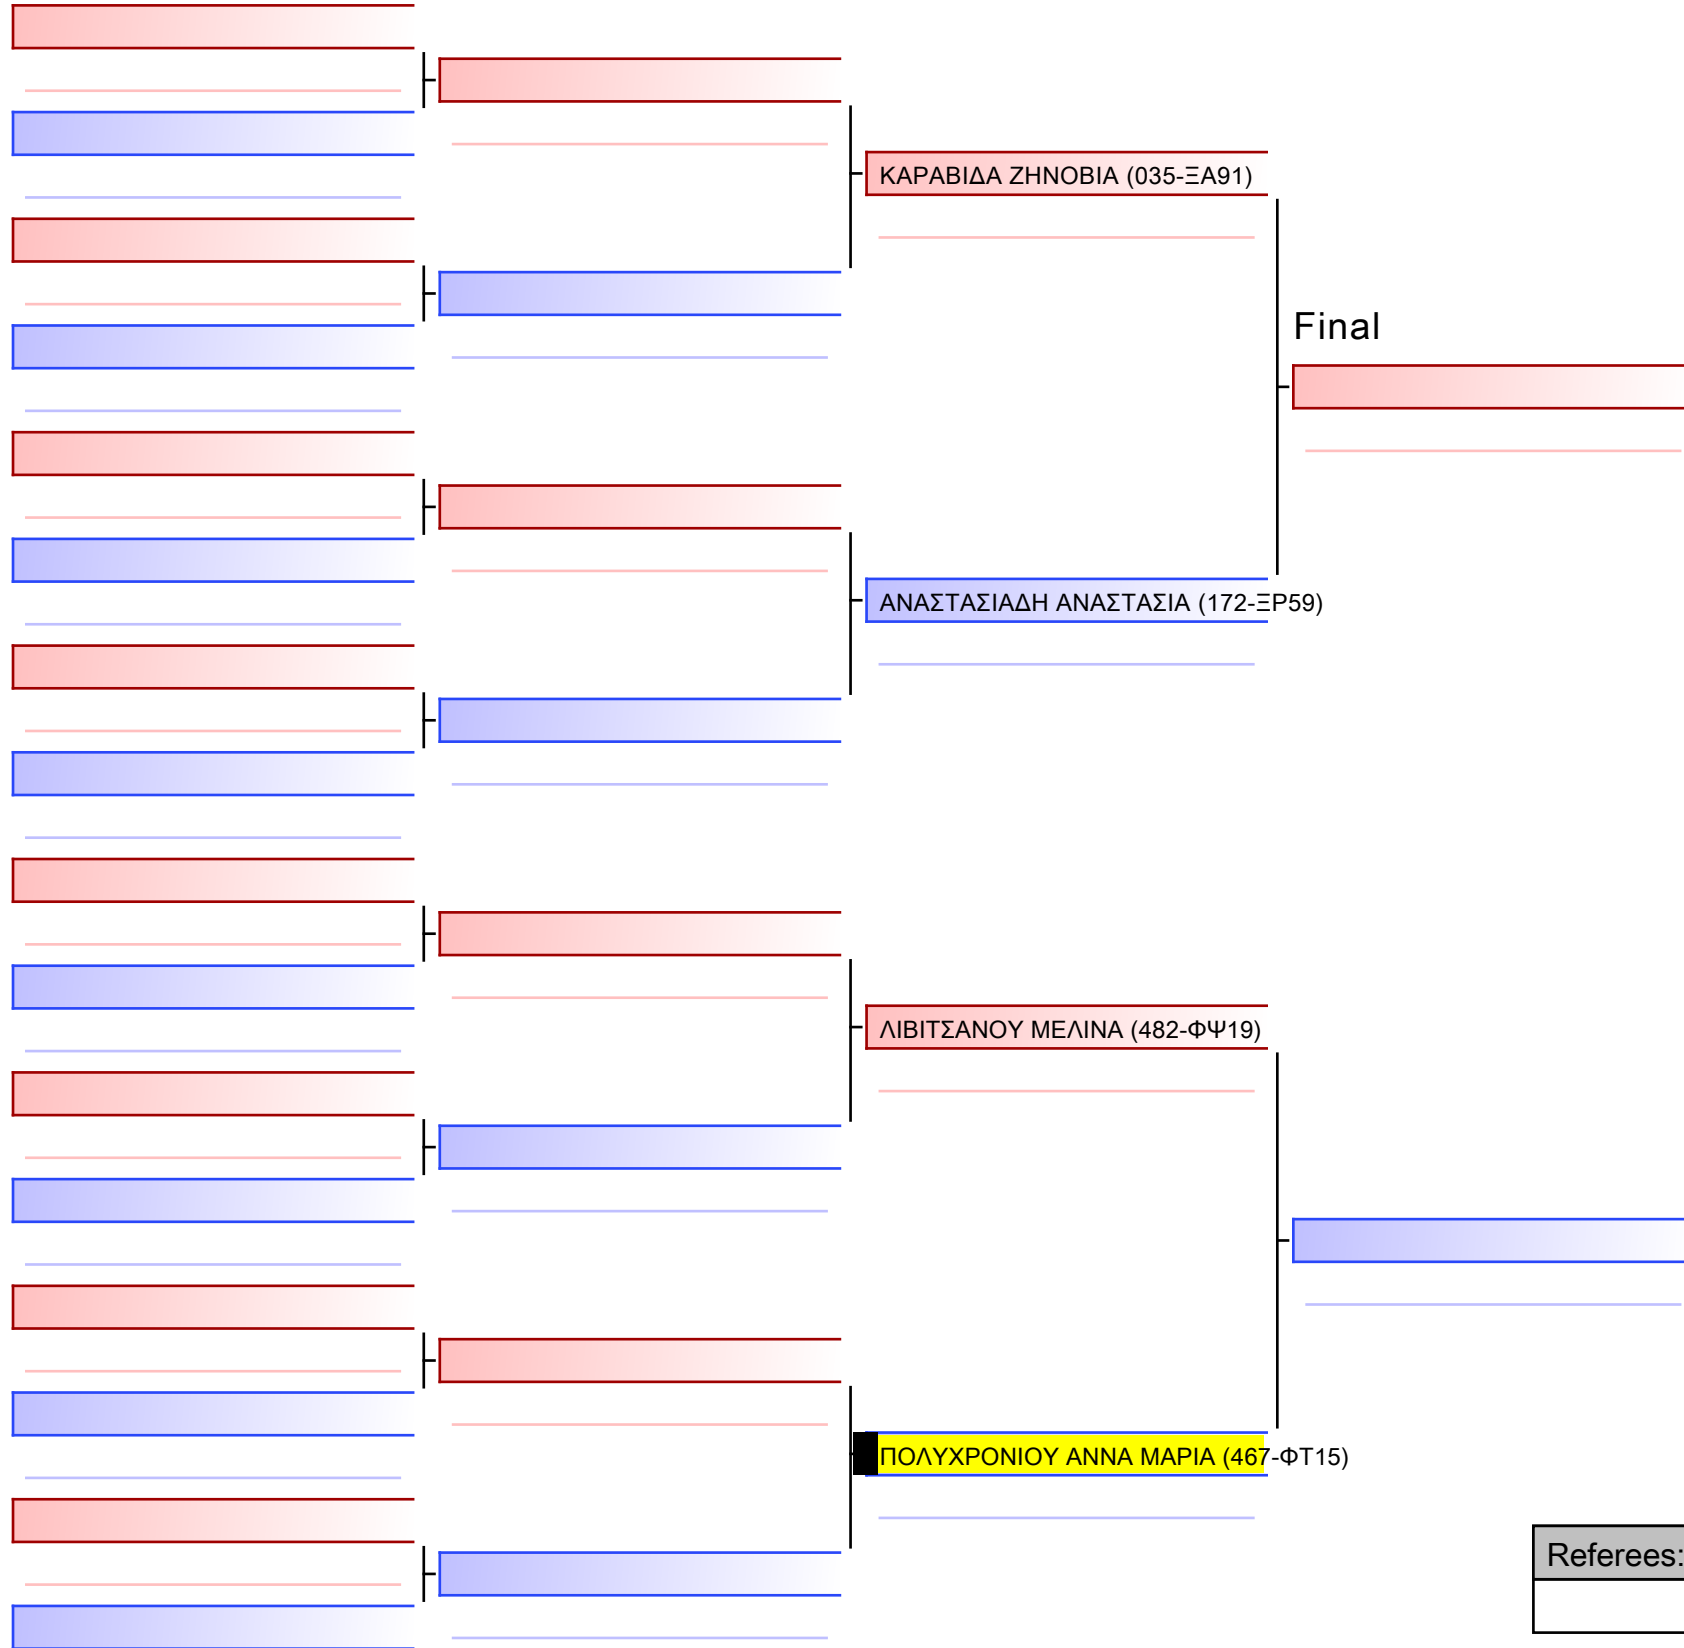 ΚΑΡΑΒΙΔΑ ΖΗΝΟΒΙΑ (035-ΞΑ91)
Final
ΑΝΑΣΤΑΣΙΑΔΗ ΑΝΑΣΤΑΣΙΑ (172-ΞΡ59)
ΛΙΒΙΤΣΑΝΟΥ ΜΕΛΙΝΑ (482-ΦΨ19)
ΠΟΛΥΧΡΟΝΙΟΥ ΑΝΝΑ ΜΑΡΙΑ (467-ΦΤ15)
Referees: